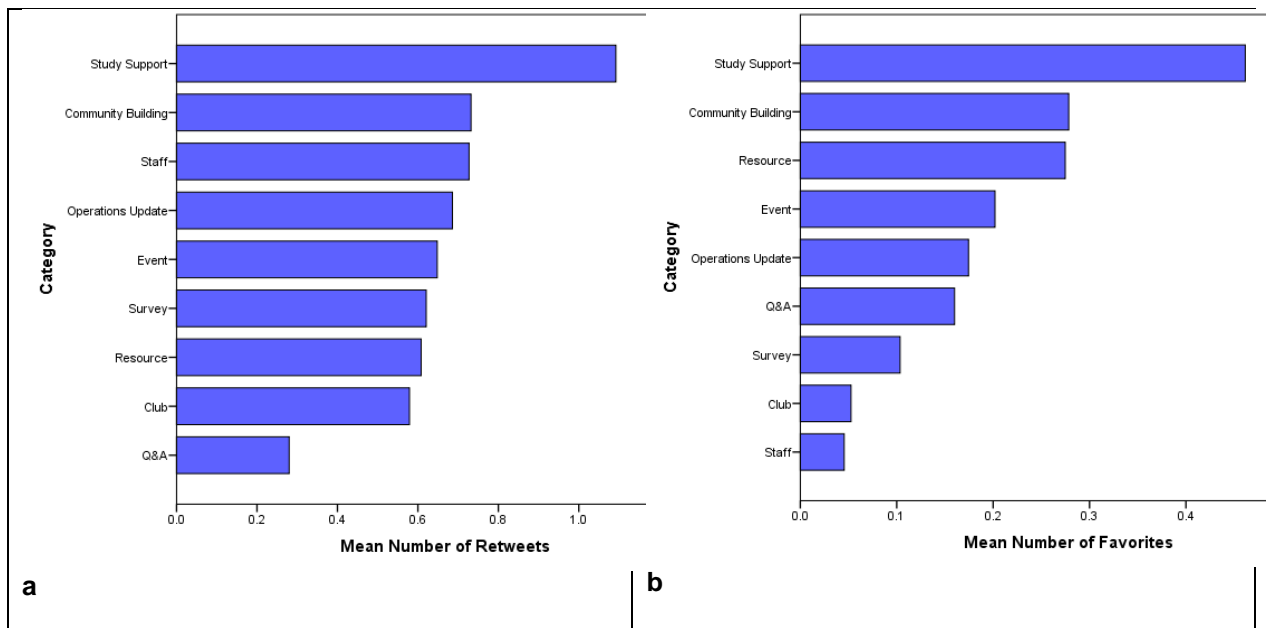 Study Support
Community Building
Staff
Operations Update
Event
Survey
Resource
Club
Q&A
Category
0.0 0.2 0.4 0.6 0.8 1.0
Mean Number of Retweets
a
Study Support
Community Building
Resource
Event
Operations Update
Q&A
Survey
Club
Staff
Category
0.0 0.1 0.2 0.3 0.4
Mean Number of Favorites
b